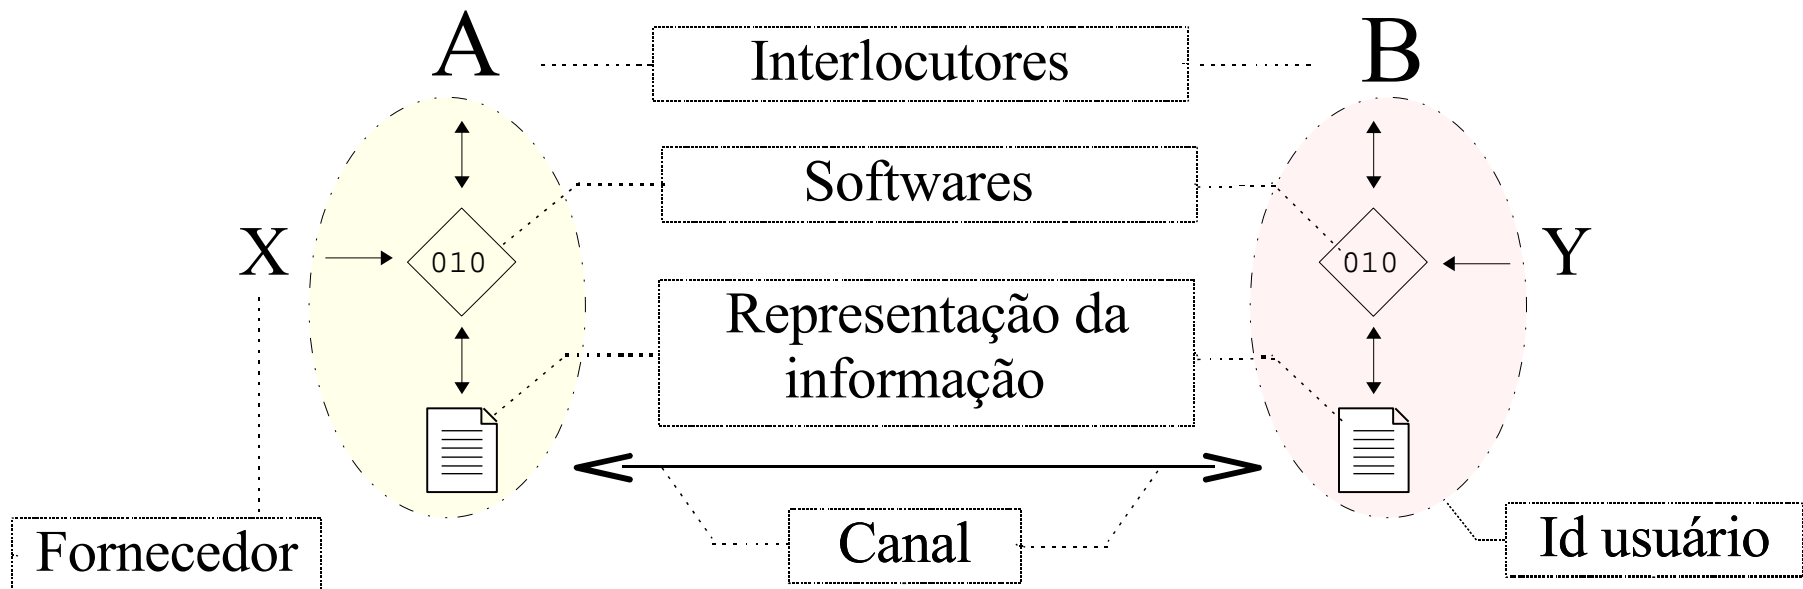 A
Interlocutores
B
Softwares
X
010
010
Y
Representação da
informação
Fornecedor
Canal
Id usuário